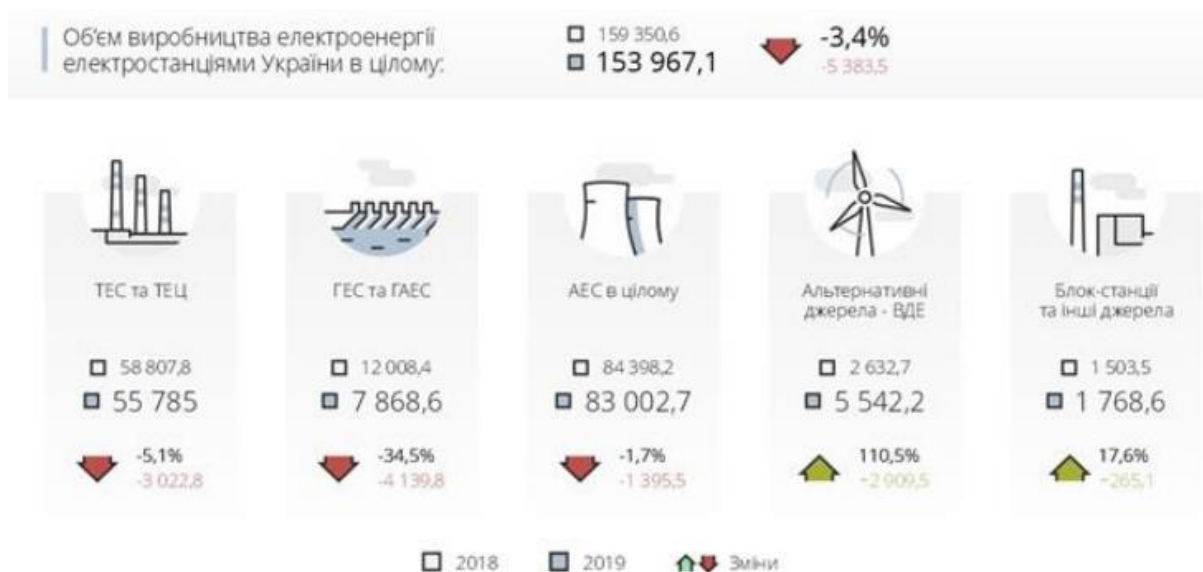 Об'єм виробництва електроенергії
електростанціями України в цілому:
159 350,6
153 967,1
-3,4%
-5 383,5
ТЕС та ТЕЦ
58 807,8
55 785
-5,1%
-3 022,8
ГЕС та ГАЕС
12 008,4
7 868,6
-34,5%
-4 139,8
АЕС в цілому
84 398,2
83 002,7
-1,7%
-1 395,5
Альтернативні
джерела - ВДЕ
2 632,7
5 542,2
110,5%
+2 909,5
Блок-станції
та інші джерела
1 503,5
1 768,6
17,6%
+265,1
2018
2019
Зміни